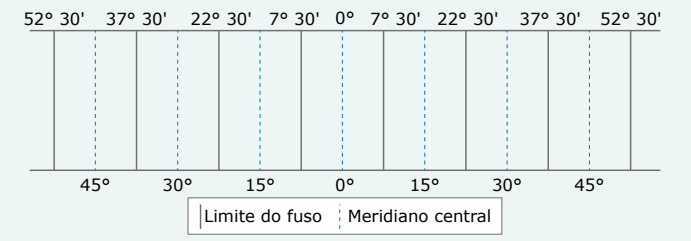 52° 30' 37° 30' 22° 30' 7° 30' 0° 7° 30' 22° 30' 37° 30' 52° 30'
45° 30° 15° 0° 15° 30° 45°
Limite do fuso Meridiano central